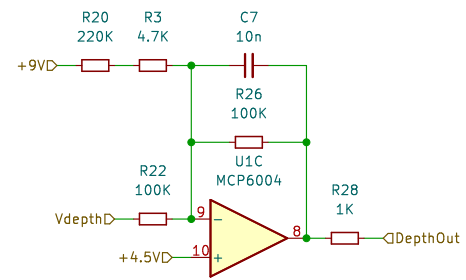 R20 R3 C7
220K 4.7K 10n
+9V
R26
100K
R22 U1C
100K MCP6004
R28
1K
Vdepth 9 −
8
DepthOut
+4.5V 10 +